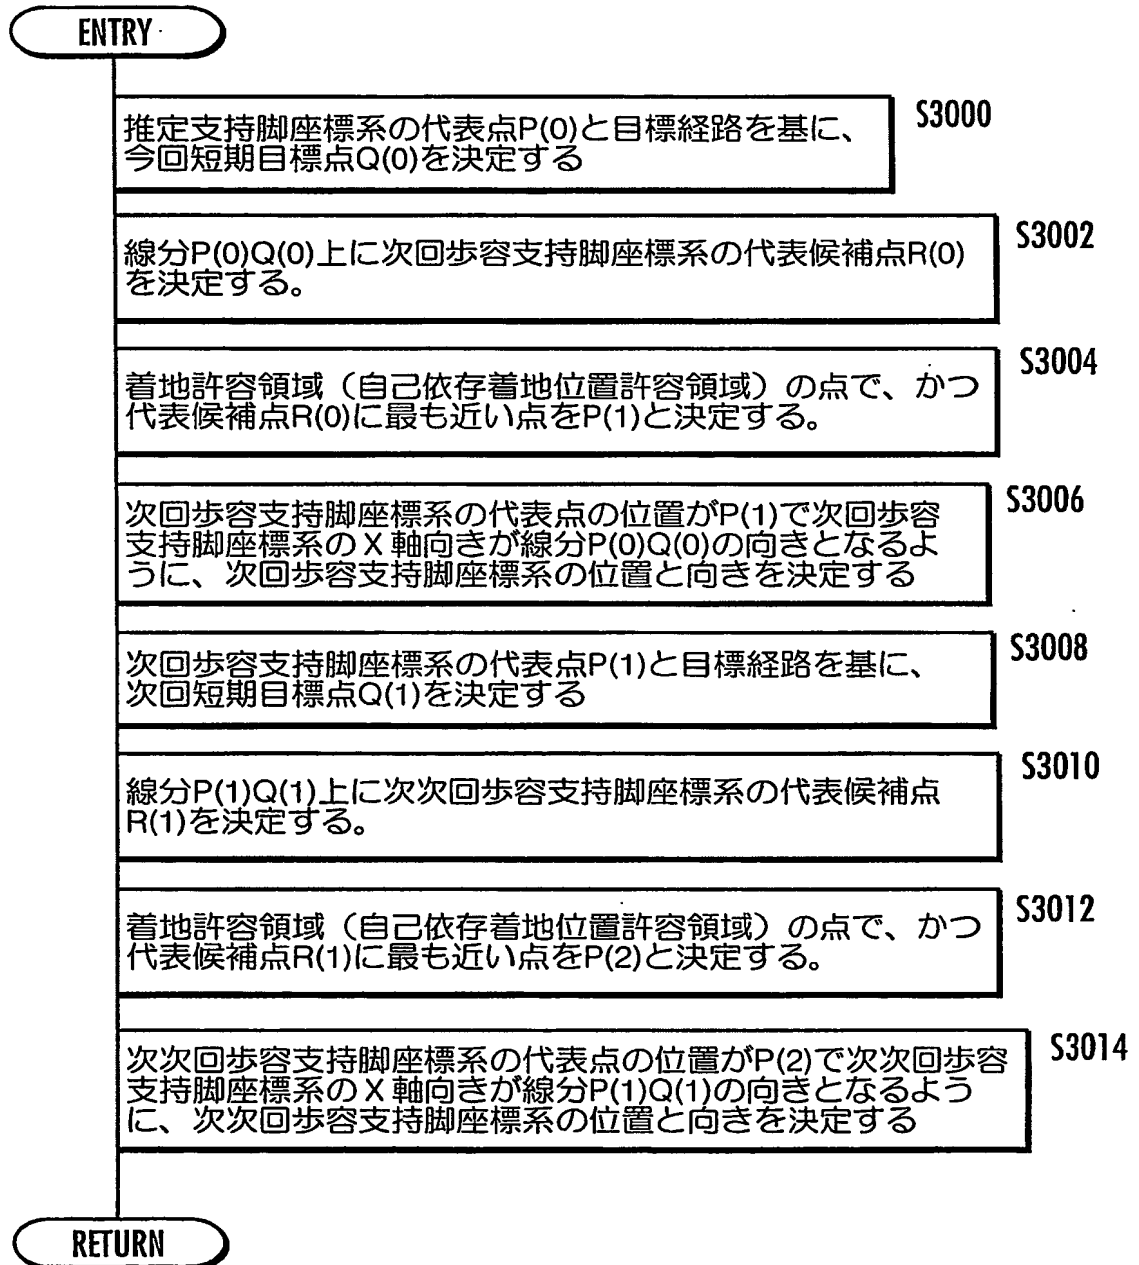 ENTRY
S3000
推定支持脚座標系の代表点P(0)と目標経路を基に、
今回短期目標点Q(0)を決定する
S3002
線分P(0)Q(0)上に次回歩容支持脚座標系の代表候補点R(0)
を決定する。
S3004
着地許容領域（自己依存着地位置許容領域）の点で、かつ
代表候補点R(0)に最も近い点をP(1)と決定する。
S3006
次回歩容支持脚座標系の代表点の位置がP(1)で次回歩容
支持脚座標系のX軸向きが線分P(0)Q(0)の向きとなるよ
うに、次回歩容支持脚座標系の位置と向きを決定する
S3008
次回歩容支持脚座標系の代表点P(1)と目標経路を基に、
次回短期目標点Q(1)を決定する
S3010
線分P(1)Q(1)上に次次回歩容支持脚座標系の代表候補点
R(1)を決定する。
S3012
着地許容領域（自己依存着地位置許容領域）の点で、かつ
代表候補点R(1)に最も近い点をP(2)と決定する。
S3014
次次回歩容支持脚座標系の代表点の位置がP(2)で次次回歩容
支持脚座標系のX軸向きが線分P(1)Q(1)の向きとなるよう
に、次次回歩容支持脚座標系の位置と向きを決定する
RETURN